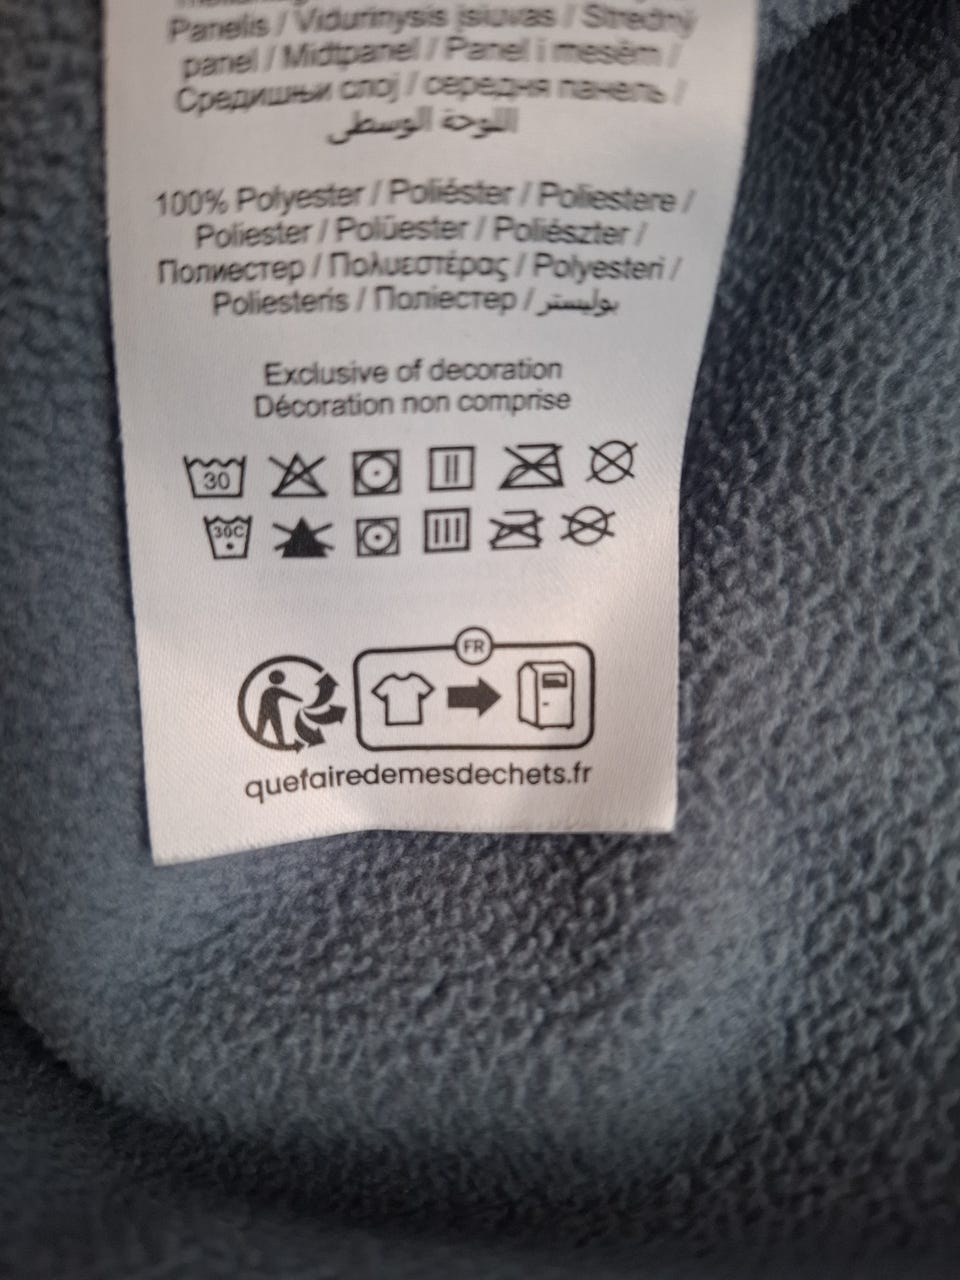 Panelis / Vidurinysis įsiuvas / Stredný
panel / Midtpanel / Panel i mesëm /
Средишњи слој / середня панель /
اللوحة الوسطى
100% Polyester / Poliéster / Poliestere /
Poliester / Polüester / Poliészter /
Полиестер / Πολυεστέρας / Polyesteri /
Poliesteris / Поліестер / بوليستر
Exclusive of decoration
Décoration non comprise
30
30C
FR
quefairedemesdechets.fr